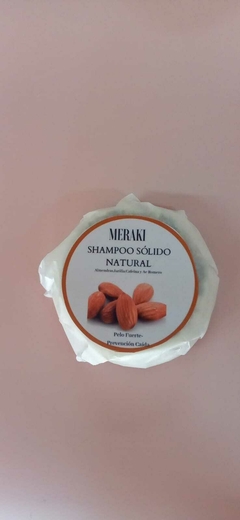 MERAKI
SHAMPOO SÓLIDO
NATURAL
Pelo Fuerte-
Prevención Caída